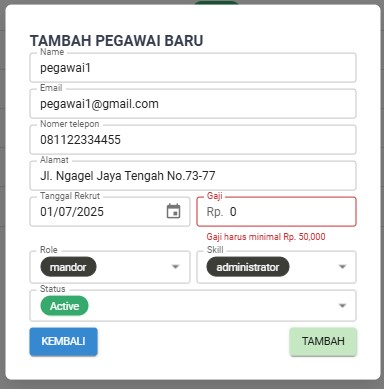 TAMBAH PEGAWAI BARU
Name
pegawai1
Email
pegawai1@gmail.com
Nomer telepon
081122334455
Alamat
Jl. Ngagel Jaya Tengah No.73-77
Tanggal Rekrut
01/07/2025
Gaji
Rp. 0
Gaji harus minimal Rp. 50,000
Role
mandor
Skill
administrator
Status
Active
KEMBALI
TAMBAH